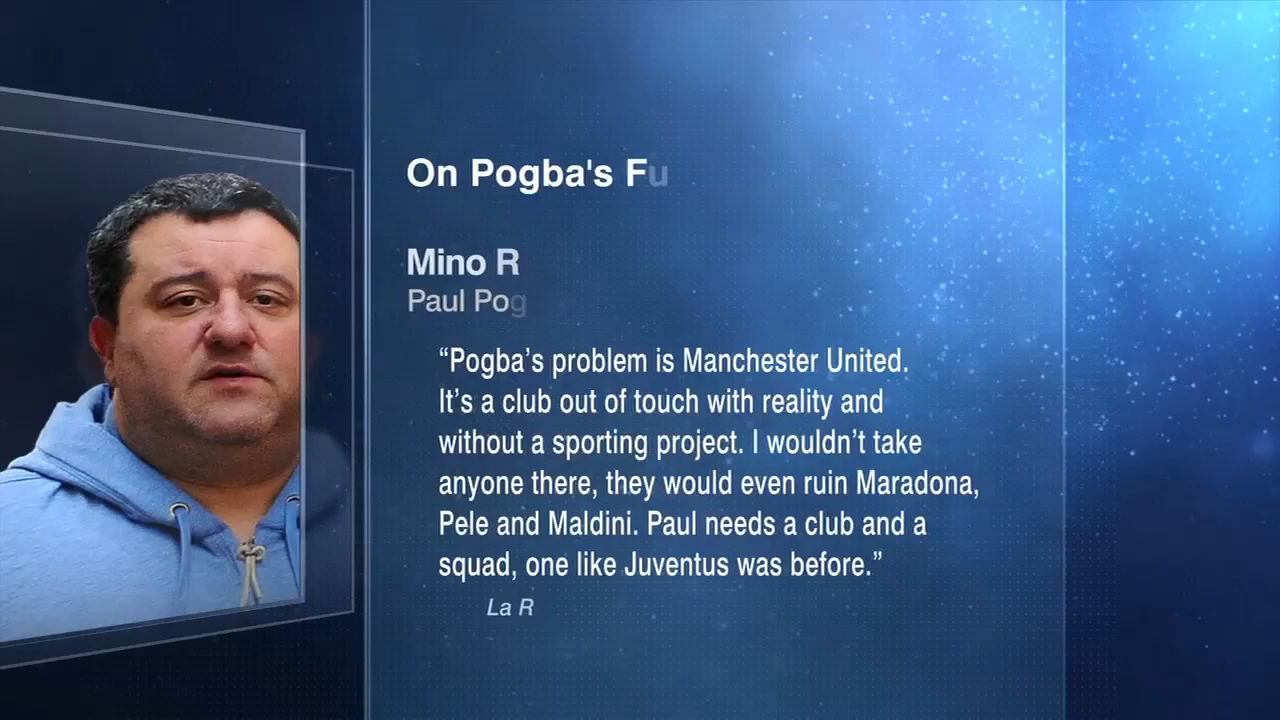 On Pogba's Fu
Mino R
Paul Pog
“Pogba’s problem is Manchester United.
It’s a club out of touch with reality and
without a sporting project. I wouldn’t take
anyone there, they would even ruin Maradona,
Pele and Maldini. Paul needs a club and a
squad, one like Juventus was before.”
La R